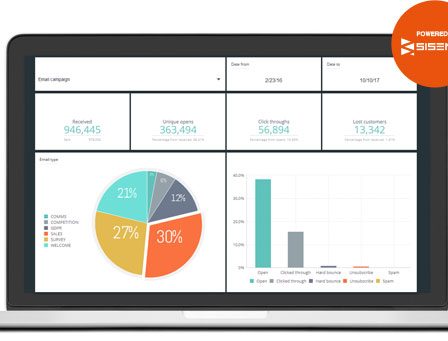 POWERED
SISEN
Email campaign
Date from
2/23/16
Date to
10/10/17
Received
946,445
Unique opens
363,494
Click throughs
56,894
Lost customers
13,342
Email type
COMMS
COMPETITION
GDPR
SALES
SURVEY
WELCOME
6%
12%
21%
27%
30%
40.0%
30.0%
20.0%
10.0%
0%
Open Clicked through Hard bounce Unsubscribe Spam
Open Clicked through Hard bounce Unsubscribe Spam